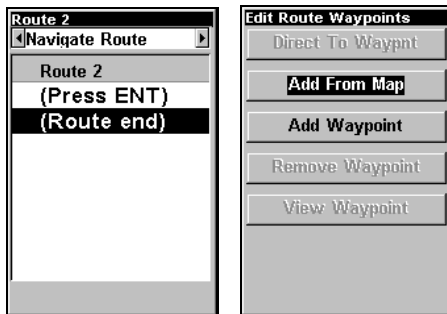 Route 2
Navigate Route
Route 2
(Press ENT)
(Route end)
Edit Route Waypoints
Direct To Waypnt
Add From Map
Add Waypoint
Remove Waypoint
View Waypoint